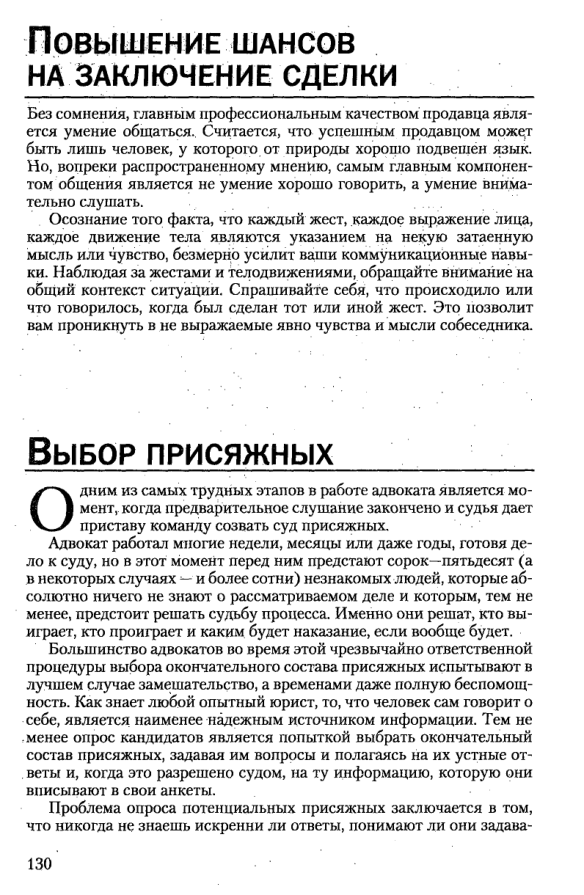 Повышение шансов
на заключение сделки
Без сомнения, главным профессиональным качеством продавца явля-
ется умение общаться. Считается, что успешным продавцом может
быть лишь человек, у которого от природы хорошо подвешен язык.
Но, вопреки распространенному мнению, самым главным компонен-
том общения является не умение хорошо говорить, а умение внима-
тельно слушать.
Осознание того факта, что каждый жест, каждое выражение лица,
каждое движение тела являются указанием на некую затаенную
мысль или чувство, безмерно усилит ваши коммуникационные навы-
ки. Наблюдая за жестами и телодвижениями, обращайте внимание на
общий контекст ситуации. Спрашивайте себя, что происходило или
что говорилось, когда был сделан тот или иной жест. Это позволит
вам проникнуть в не выражаемые явно чувства и мысли собеседника.
Выбор присяжных
Одним из самых трудных этапов в работе адвоката является мо-
мент, когда предварительное слушание закончено и судья дает
приставу команду созвать суд присяжных.
Адвокат работал многие недели, месяцы или даже годы, готовя де-
ло к суду, но в этот момент перед ним предстают сорок—пятьдесят (а
в некоторых случаях — и более сотни) незнакомых людей, которые аб-
солютно ничего не знают о рассматриваемом деле и которым, тем не
менее, предстоит решать судьбу процесса. Именно они решат, кто вы-
играет, кто проиграет и каким будет наказание, если вообще будет.
Большинство адвокатов во время этой чрезвычайно ответственной
процедуры выбора окончательного состава присяжных испытывают в
лучшем случае замешательство, а временами даже полную беспомощ-
ность. Как знает любой опытный юрист, то, что человек сам говорит о
себе, является наименее надежным источником информации. Тем не
менее опрос кандидатов является попыткой выбрать окончательный
состав присяжных, задавая им вопросы и полагаясь на их устные от-
веты и, когда это разрешено судом, на ту информацию, которую они
вписывают в свои анкеты.
Проблема опроса потенциальных присяжных заключается в том,
что никогда не знаешь искренни ли ответы, понимают ли они задава-
130